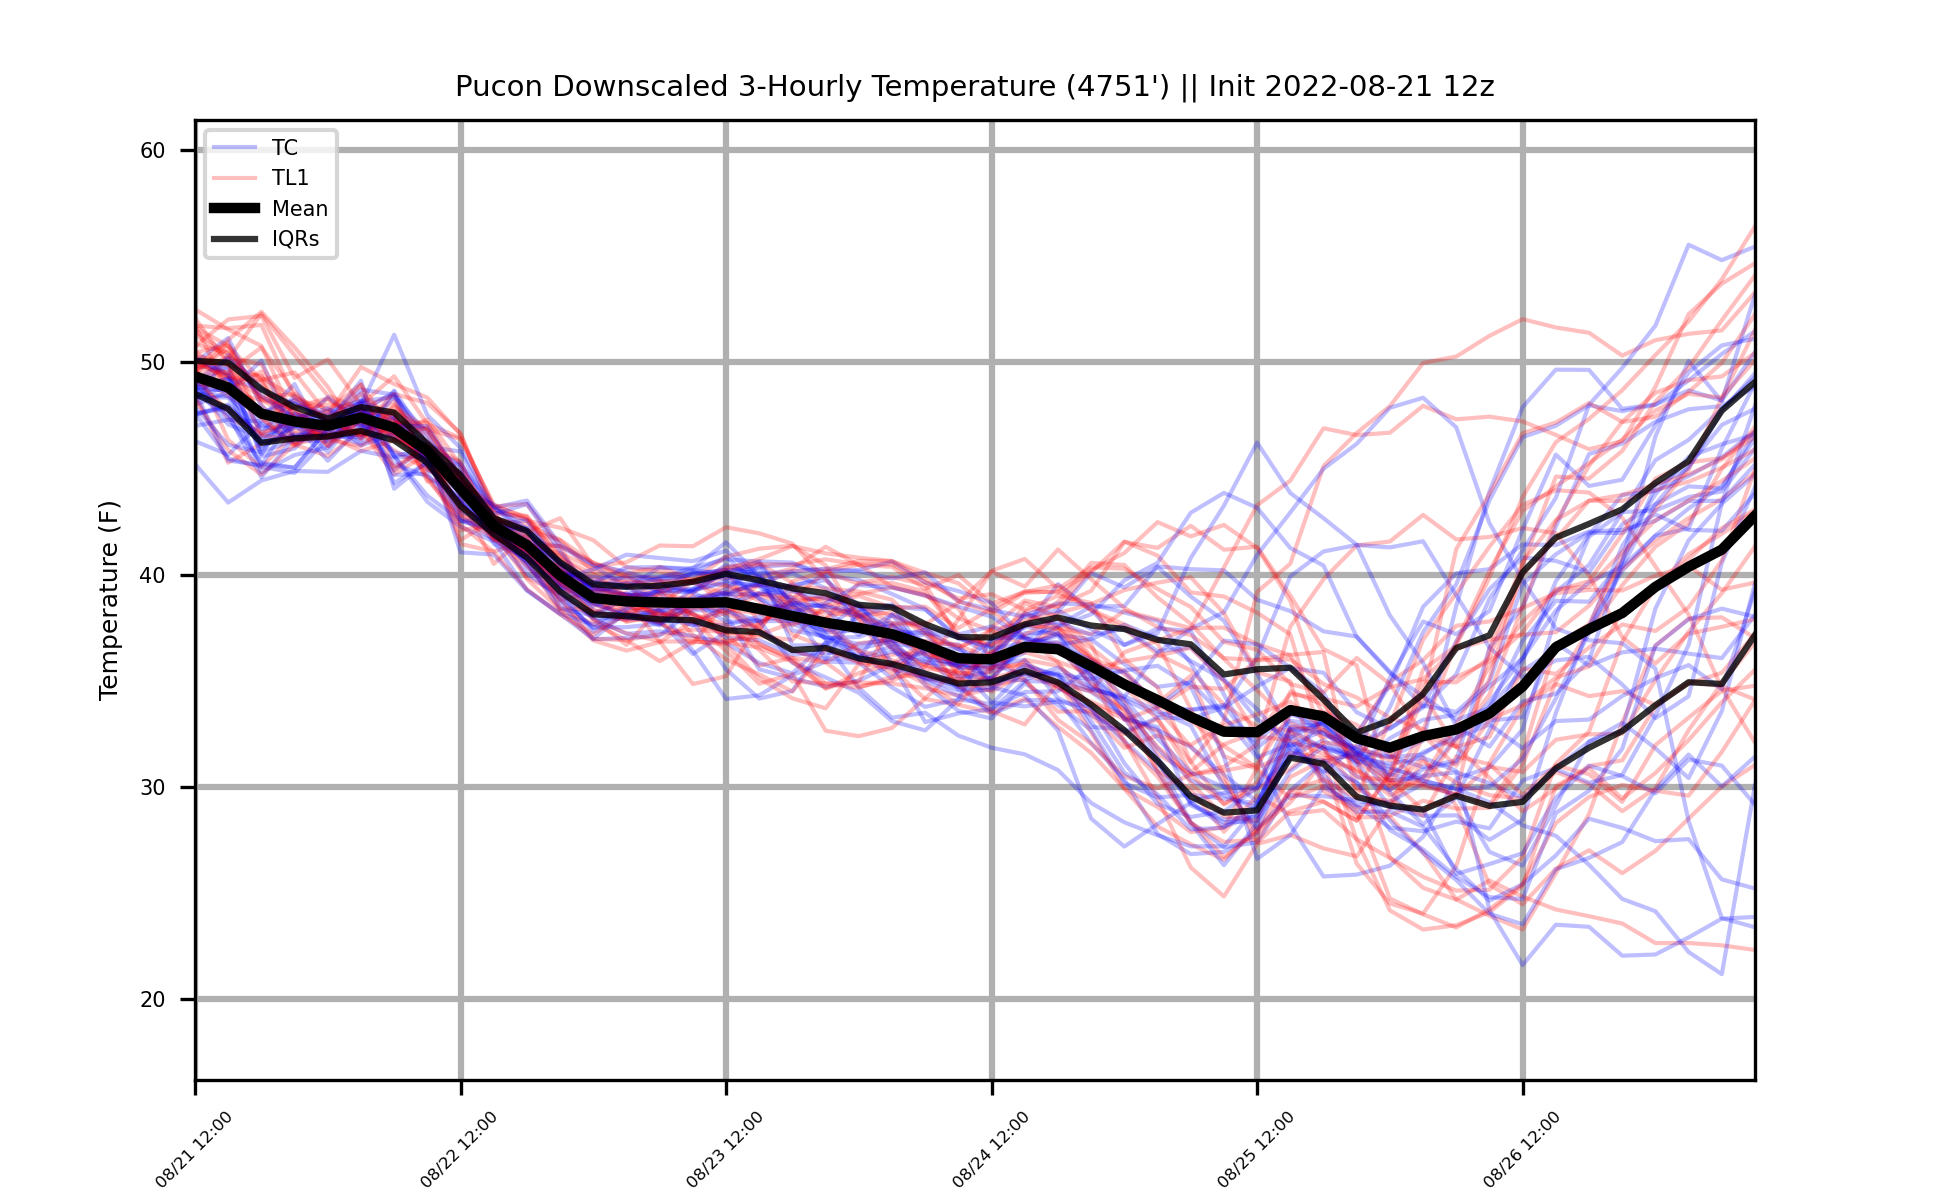 Pucon Downscaled 3-Hourly Temperature (4751') || Init 2022-08-21 12z
TC
TL1
Mean
IQRs
Temperature (F)
60
50
40
30
20
08/21 12:00
08/22 12:00
08/23 12:00
08/24 12:00
08/25 12:00
08/26 12:00